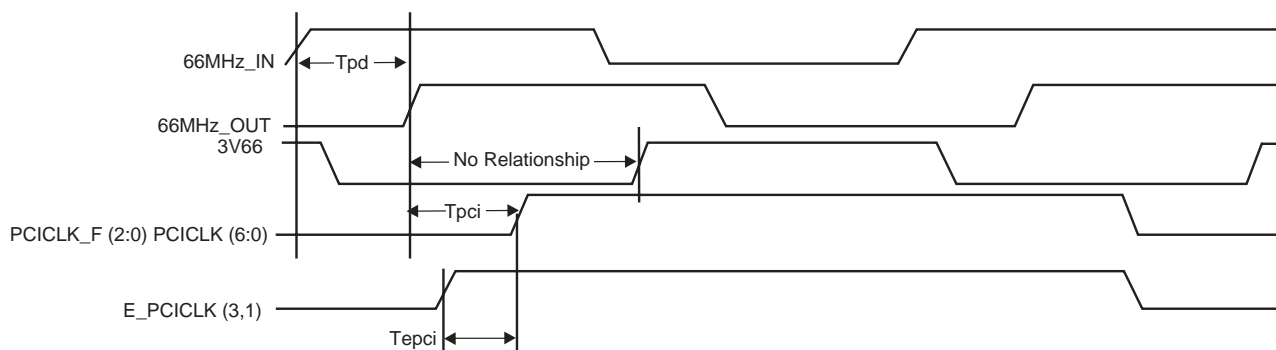 66MHz_IN
Tpd
66MHz_OUT
3V66
No Relationship
Tpci
PCICLK_F (2:0) PCICLK (6:0)
E_PCICLK (3,1)
Tepci